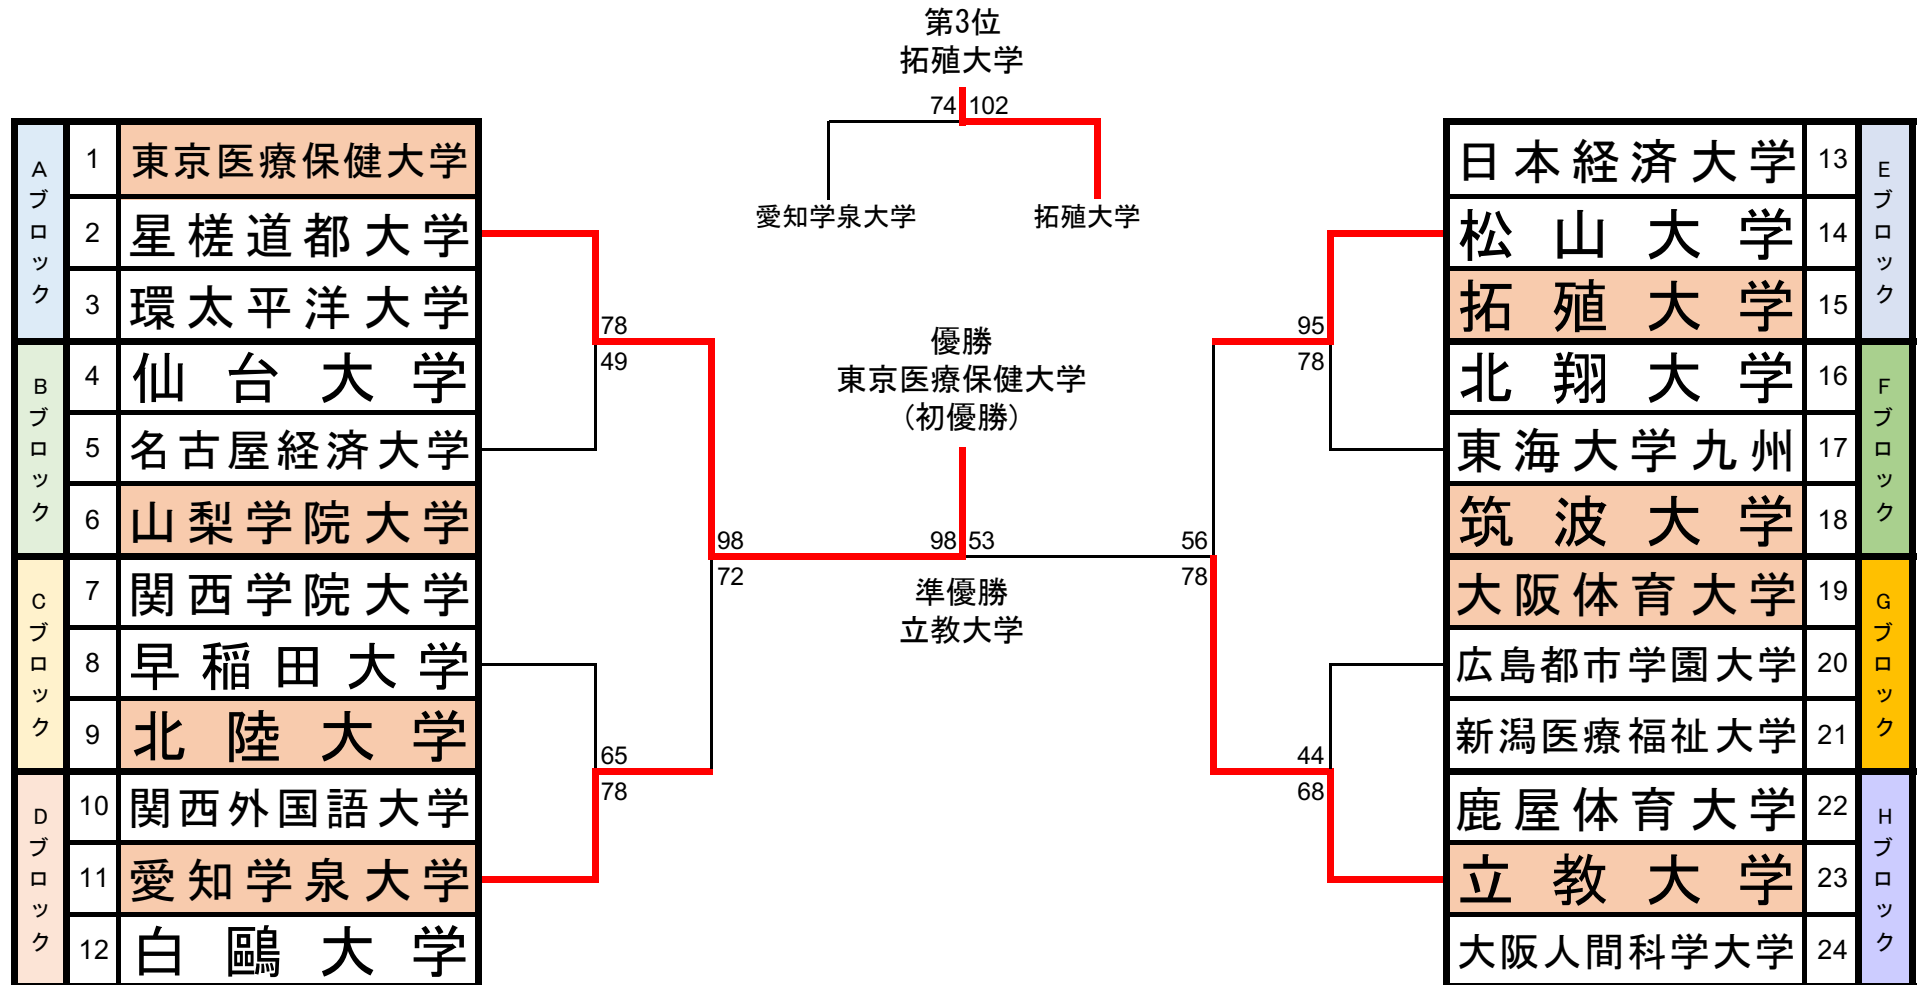 第3位
拓殖大学
74 102
愛知学泉大学 拓殖大学
Aブロック
1 東京医療保健大学
2 星槎道都大学
3 環太平洋大学
Bブロック
4 仙台大学
5 名古屋経済大学
6 山梨学院大学
Cブロック
7 関西学院大学
8 早稲田大学
9 北陸大学
Dブロック
10 関西外国語大学
11 愛知学泉大学
12 白鷗大学
78
49
98
72
65
78
優勝
東京医療保健大学
(初優勝)
98 53
準優勝
立教大学
95
78
56
78
44
68
日本経済大学 13
松山大学 14
拓殖大学 15
Eブロック
北翔大学 16
東海大学九州 17
筑波大学 18
Fブロック
大阪体育大学 19
広島都市学園大学 20
新潟医療福祉大学 21
Gブロック
鹿屋体育大学 22
立教大学 23
大阪人間科学大学 24
Hブロック